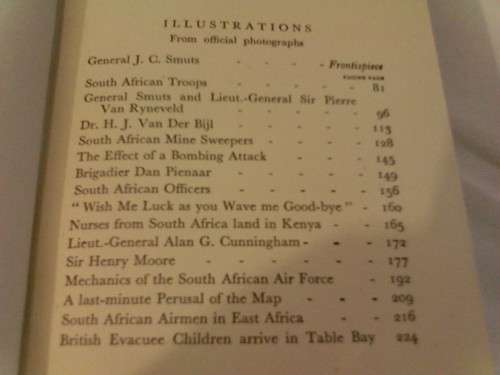 ILLUSTRATIONS
From official photographs
General J. C. Smuts - - - Frontispiece
FACING PAGE
South African Troops - - - - - 81
General Smuts and Lieut.-General Sir Pierre
Van Ryneveld - - - - - 96
Dr. H. J. Van Der Bijl - - - - 113
South African Mine Sweepers - - - - 128
The Effect of a Bombing Attack - - - 145
Brigadier Dan Pienaar - - - - 149
South African Officers - - - - 156
"Wish Me Luck as you Wave me Good-bye" - 160
Nurses from South Africa land in Kenya - - 165
Lieut.-General Alan G. Cunningham - - - 172
Sir Henry Moore - - - - - 177
Mechanics of the South African Air Force - 192
A last-minute Perusal of the Map - - - 209
South African Airmen in East Africa - - 216
British Evacuee Children arrive in Table Bay 224